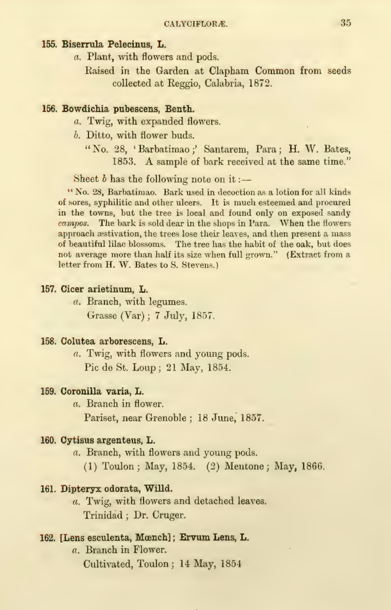 CALYCIFLORÆ. 35
155. Biserrula Pelecinus, L.
a. Plant, with flowers and pods.
Raised in the Garden at Clapham Common from seeds
collected at Reggio, Calabria, 1872.
156. Bowdichia pubescens, Benth.
a. Twig, with expanded flowers.
b. Ditto, with flower buds.
"No. 28, 'Barbatimao;' Santarem, Para; H. W. Bates,
1853. A sample of bark received at the same time."
Sheet b has the following note on it:—
"No. 28, Barbatimao. Bark used in decoction as a lotion for all kinds
of sores, syphilitic and other ulcers. It is much esteemed and procured
in the towns, but the tree is local and found only on exposed sandy
campos. The bark is sold dear in the shops in Para. When the flowers
approach æstivation, the trees lose their leaves, and then present a mass
of beautiful lilac blossoms. The tree has the habit of the oak, but does
not average more than half its size when full grown." (Extract from a
letter from H. W. Bates to S. Stevens.)
157. Cicer arietinum, L.
a. Branch, with legumes.
Grasse (Var); 7 July, 1857.
158. Colutea arborescens, L.
a. Twig, with flowers and young pods.
Pic de St. Loup; 21 May, 1854.
159. Coronilla varia, L.
a. Branch in flower.
Pariset, near Grenoble; 18 June, 1857.
160. Cytisus argenteus, L.
a. Branch, with flowers and young pods.
(1) Toulon; May, 1854. (2) Mentone; May, 1866.
161. Dipteryx odorata, Willd.
a. Twig, with flowers and detached leaves.
Trinidad; Dr. Cruger.
162. [Lens esculenta, Mœnch]; Ervum Lens, L.
a. Branch in Flower.
Cultivated, Toulon; 14 May, 1854